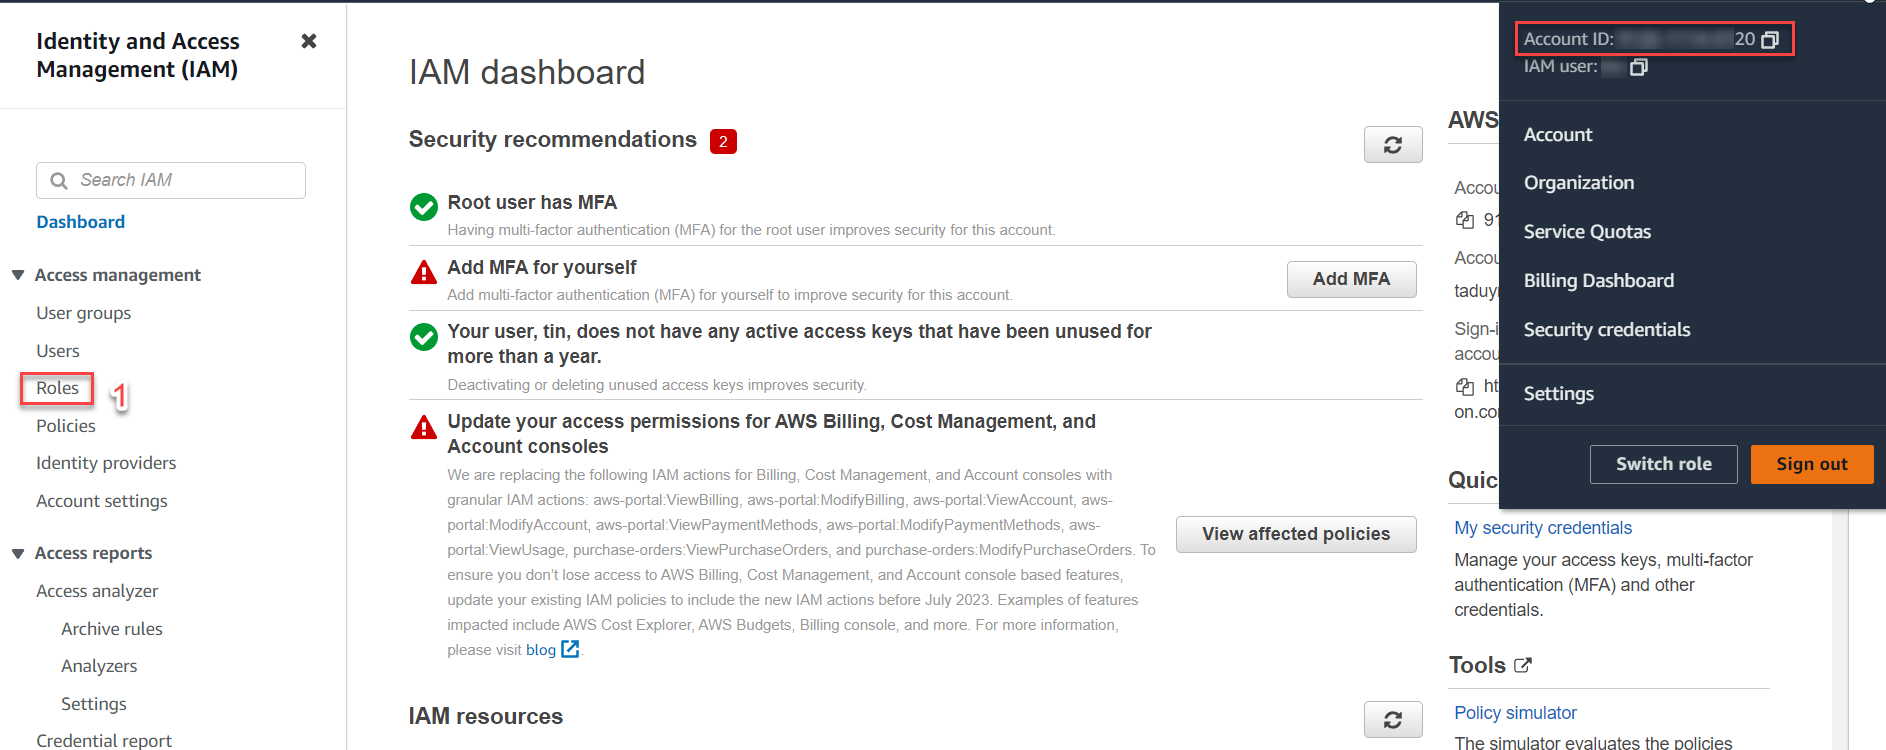 Identity and Access
Management (IAM)
Search IAM
Dashboard
Access management
User groups
Users
Roles
1
Policies
Identity providers
Account settings
Access reports
Access analyzer
Archive rules
Analyzers
Settings
Credential report
IAM dashboard
Security recommendations 2
Root user has MFA
Having multi-factor authentication (MFA) for the root user improves security for this account.
Add MFA for yourself
Add multi-factor authentication (MFA) for yourself to improve security for this account.
Add MFA
Your user, tin, does not have any active access keys that have been unused for
more than a year.
Deactivating or deleting unused access keys improves security.
Update your access permissions for AWS Billing, Cost Management, and
Account consoles
We are replacing the following IAM actions for Billing, Cost Management, and Account consoles with
granular IAM actions: aws-portal:ViewBilling, aws-portal:ModifyBilling, aws-portal:ViewAccount, aws-
portal:ModifyAccount, aws-portal:ViewPaymentMethods, aws-portal:ModifyPaymentMethods, aws-
portal:ViewUsage, purchase-orders:ViewPurchaseOrders, and purchase-orders:ModifyPurchaseOrders. To
ensure you don't lose access to AWS Billing, Cost Management, and Account console based features,
update your existing IAM policies to include the new IAM actions before July 2023. Examples of features
impacted include AWS Cost Explorer, AWS Budgets, Billing console, and more. For more information,
please visit blog .
View affected policies
IAM resources
AWS
Accou
91
Accou
taduy
Sign-i
accou
ht
on.co
Quic
My security credentials
Manage your access keys, multi-factor
authentication (MFA) and other
credentials.
Tools
Policy simulator
The simulator evaluates the policies
Account ID: 20
IAM user:
Account
Organization
Service Quotas
Billing Dashboard
Security credentials
Settings
Switch role
Sign out